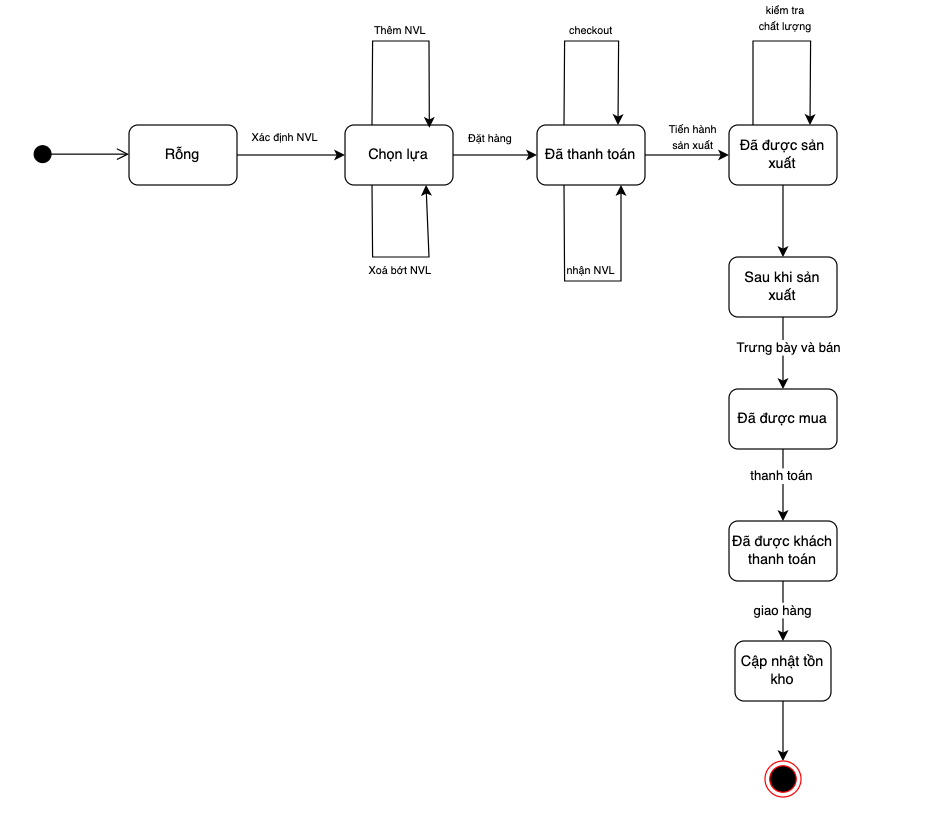 kiểm tra
chất lượng
Thêm NVL
checkout
Rỗng
Xác định NVL
Chọn lựa
Đặt hàng
Đã thanh toán
Tiến hành
sản xuất
Đã được sản
xuất
Xoá bớt NVL
nhận NVL
Sau khi sản
xuất
Trưng bày và bán
Đã được mua
thanh toán
Đã được khách
thanh toán
giao hàng
Cập nhật tồn
kho